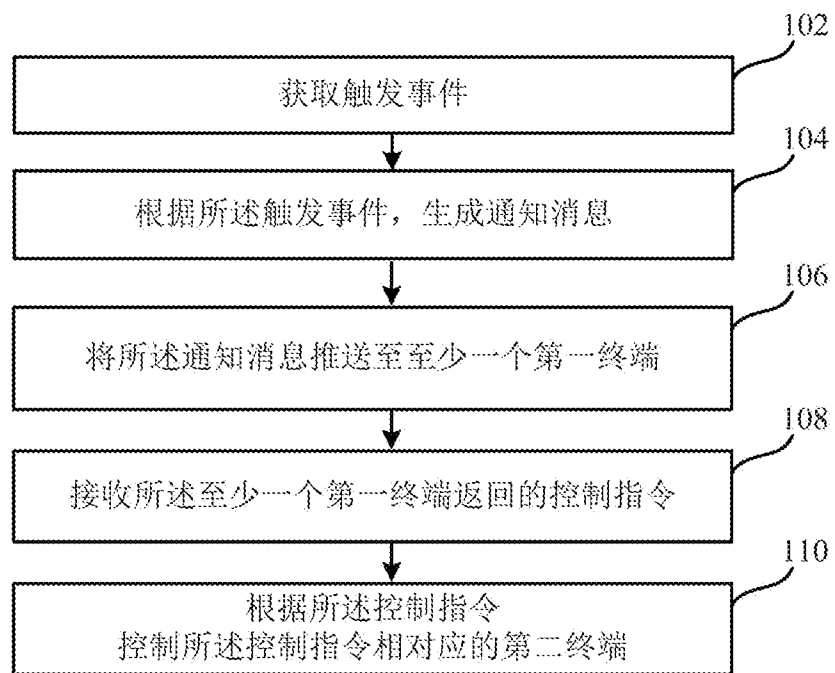 102
获取触发事件
104
根据所述触发事件，生成通知消息
106
将所述通知消息推送至至少一个第一终端
108
接收所述至少一个第一终端返回的控制指令
110
根据所述控制指令
控制所述控制指令相对应的第二终端